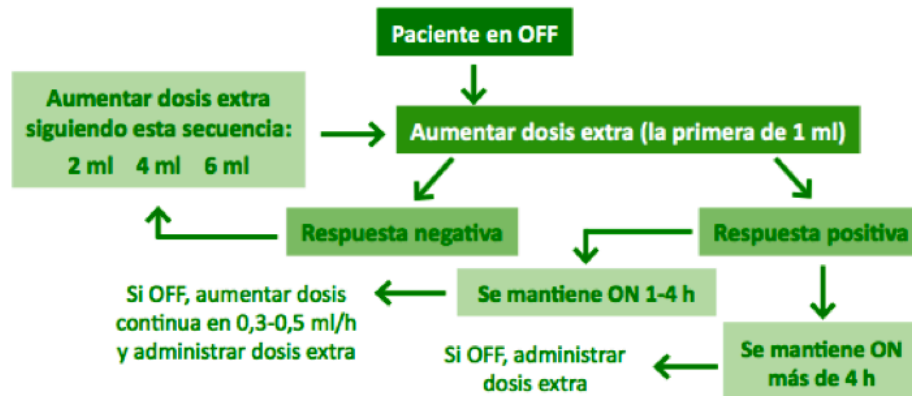 Paciente en OFF
Aumentar dosis extra
siguiendo esta secuencia:
2 ml 4 ml 6 ml
Aumentar dosis extra (la primera de 1 ml)
Respuesta negativa
Respuesta positiva
Si OFF, aumentar dosis
continua en 0,3-0,5 ml/h
y administrar dosis extra
Se mantiene ON 1-4 h
Si OFF, administrar
dosis extra
Se mantiene ON
más de 4 h